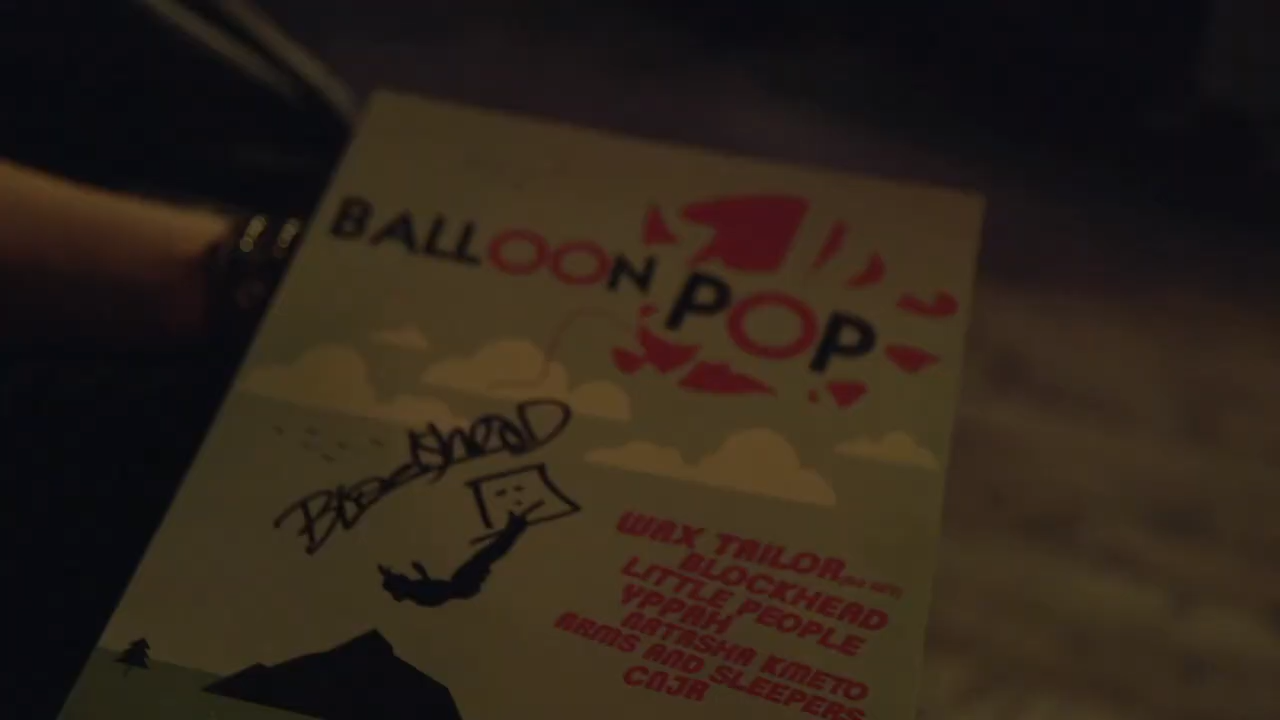 BALLOON POP
BlockheaD
WAX TAILOR
BLOCKHEAD
LITTLE PEOPLE
YPPAH
NATASHA KMETO
ARMS AND SLEEPERS
CNJR